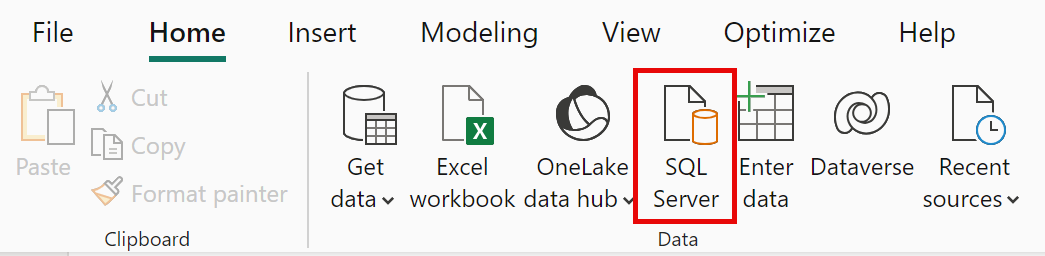 File Home Insert Modeling View Optimize Help
Paste
Cut
Copy
Format painter
Clipboard
Get
data
Excel
workbook
OneLake
data hub
SQL
Server
Enter
data
Dataverse
Recent
sources
Data